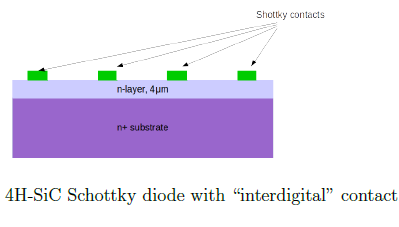 Shottky contacts
n-layer, 4μm
n+ substrate
4H-SiC Schottky diode with “interdigital” contact